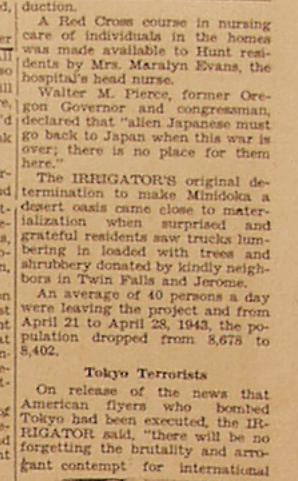 duction.
A Red Cross course in nursing
care of individuals in the homes
was made available to Hunt resi-
dents by Mrs. Maralyn Evans, the
hospital's head nurse.
Walter M. Pierce, former Ore-
gon Governor and congressman,
declared that "alien Japanese must
go back to Japan when this war is
over; there is no place for them
here."
The IRRIGATOR'S original de-
termination to make Minidoka a
desert oasis came close to mater-
ialization when surprised and
grateful residents saw trucks lum-
bering in loaded with trees and
shrubbery donated by kindly neigh-
bors in Twin Falls and Jerome.
An average of 40 persons a day
were leaving the project and from
April 21 to April 28, 1943, the po-
pulation dropped from 8,678 to
8,402.
Tokyo Terrorists
On release of the news that
American flyers who bombed
Tokyo had been executed, the IR-
RIGATOR said, "there will be no
forgetting the brutality and arro-
gant contempt for international